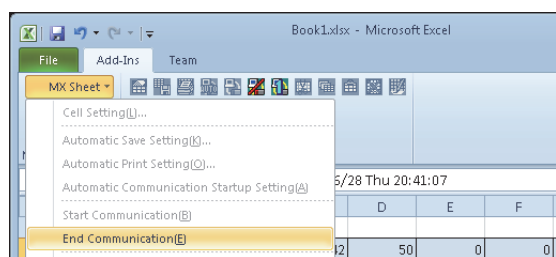 Book1.xlsx - Microsoft Excel
File Add-Ins Team
MX Sheet
Cell Setting(L)...
Automatic Save Setting(K)...
Automatic Print Setting(O)...
Automatic Communication Startup Setting(A)
6/28 Thu 20:41:07
Start Communication(B)
D E F
End Communication(E)
50 0 0